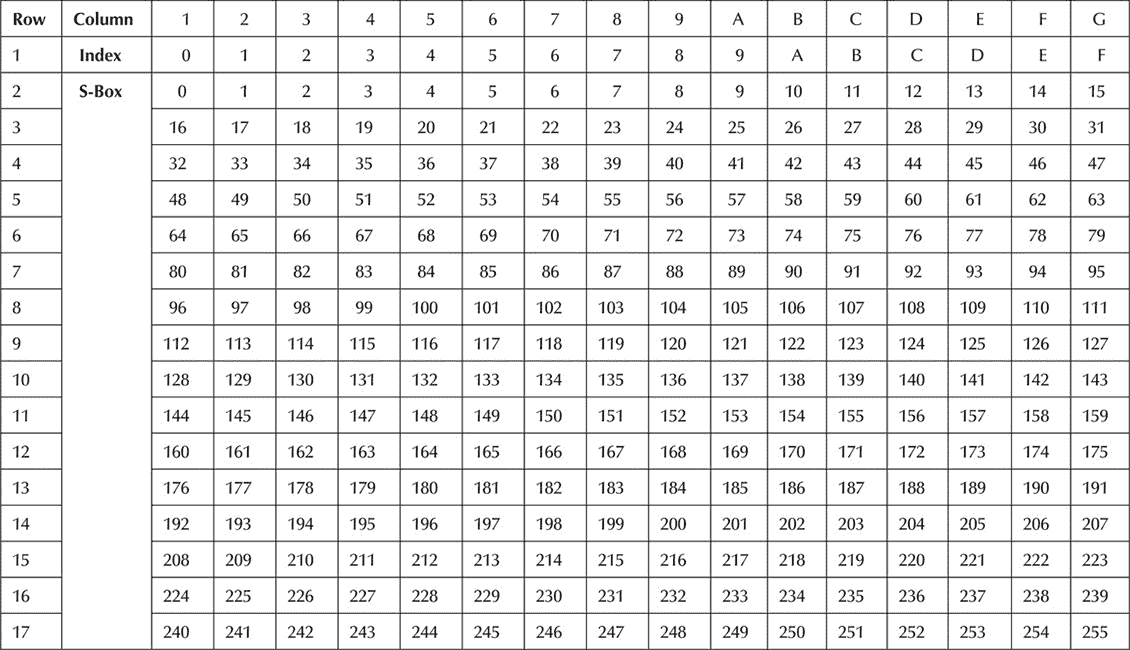 Row Column 1 2 3 4 5 6 7 8 9 A B C D E F G
1 Index 0 1 2 3 4 5 6 7 8 9 A B C D E F
2 S-Box 0 1 2 3 4 5 6 7 8 9 10 11 12 13 14 15
3 16 17 18 19 20 21 22 23 24 25 26 27 28 29 30 31
4 32 33 34 35 36 37 38 39 40 41 42 43 44 45 46 47
5 48 49 50 51 52 53 54 55 56 57 58 59 60 61 62 63
6 64 65 66 67 68 69 70 71 72 73 74 75 76 77 78 79
7 80 81 82 83 84 85 86 87 88 89 90 91 92 93 94 95
8 96 97 98 99 100 101 102 103 104 105 106 107 108 109 110 111
9 112 113 114 115 116 117 118 119 120 121 122 123 124 125 126 127
10 128 129 130 131 132 133 134 135 136 137 138 139 140 141 142 143
11 144 145 146 147 148 149 150 151 152 153 154 155 156 157 158 159
12 160 161 162 163 164 165 166 167 168 169 170 171 172 173 174 175
13 176 177 178 179 180 181 182 183 184 185 186 187 188 189 190 191
14 192 193 194 195 196 197 198 199 200 201 202 203 204 205 206 207
15 208 209 210 211 212 213 214 215 216 217 218 219 220 221 222 223
16 224 225 226 227 228 229 230 231 232 233 234 235 236 237 238 239
17 240 241 242 243 244 245 246 247 248 249 250 251 252 253 254 255